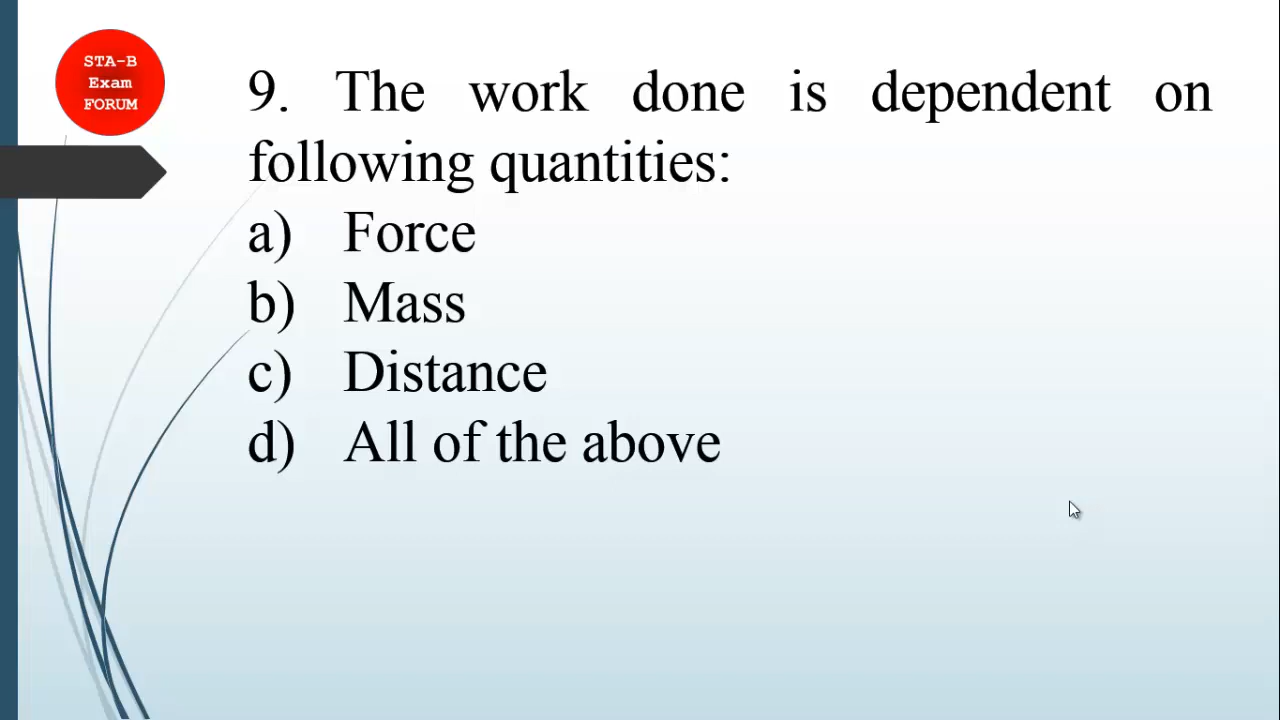 STA-B
Exam
FORUM
9. The work done is dependent on
following quantities:
a) Force
b) Mass
c) Distance
d) All of the above